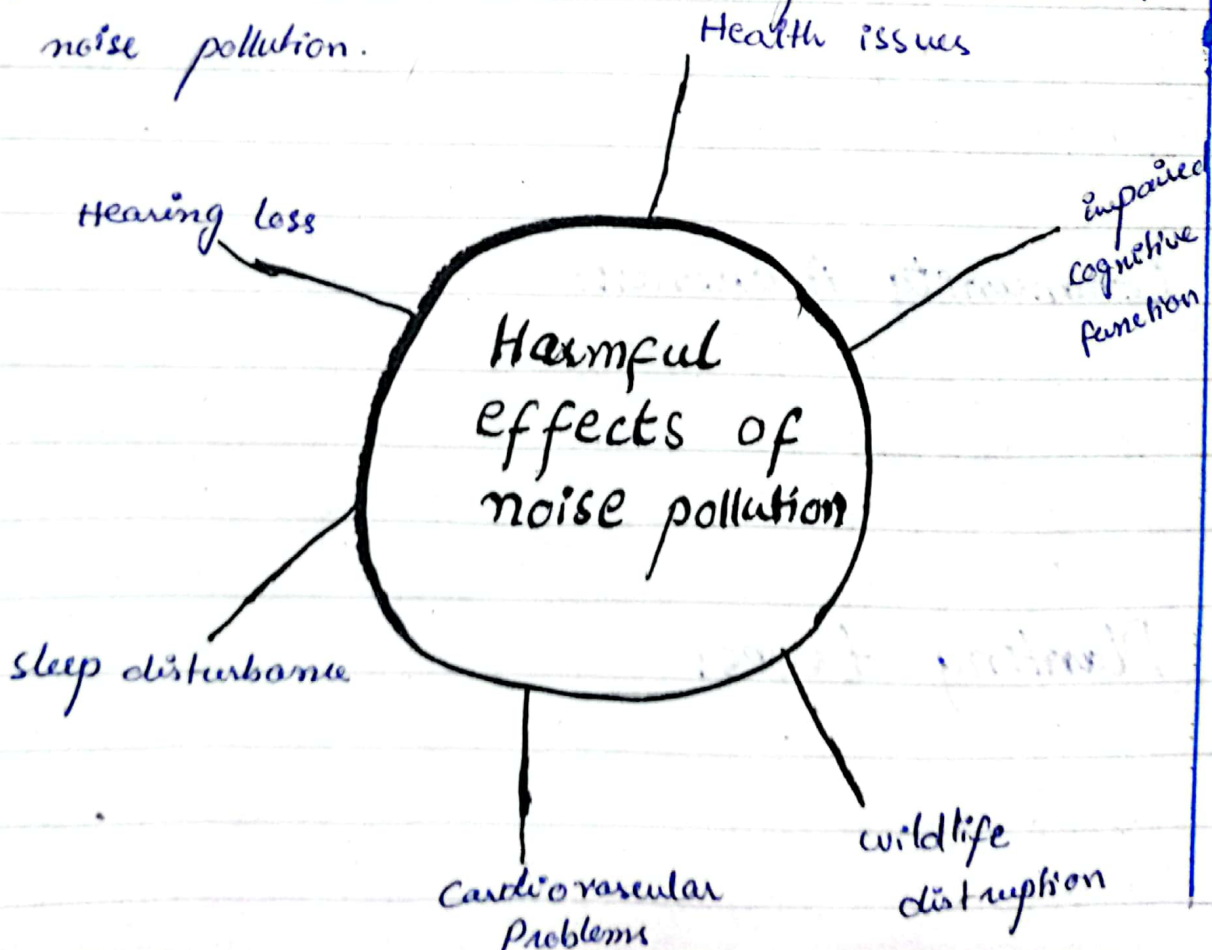 noise pollution.
Health issues
Hearing loss
impaired
cognitive
function
Harmful
effects of
noise pollution
sleep disturbance
Cardiovascular
Problems
wildlife
distruption